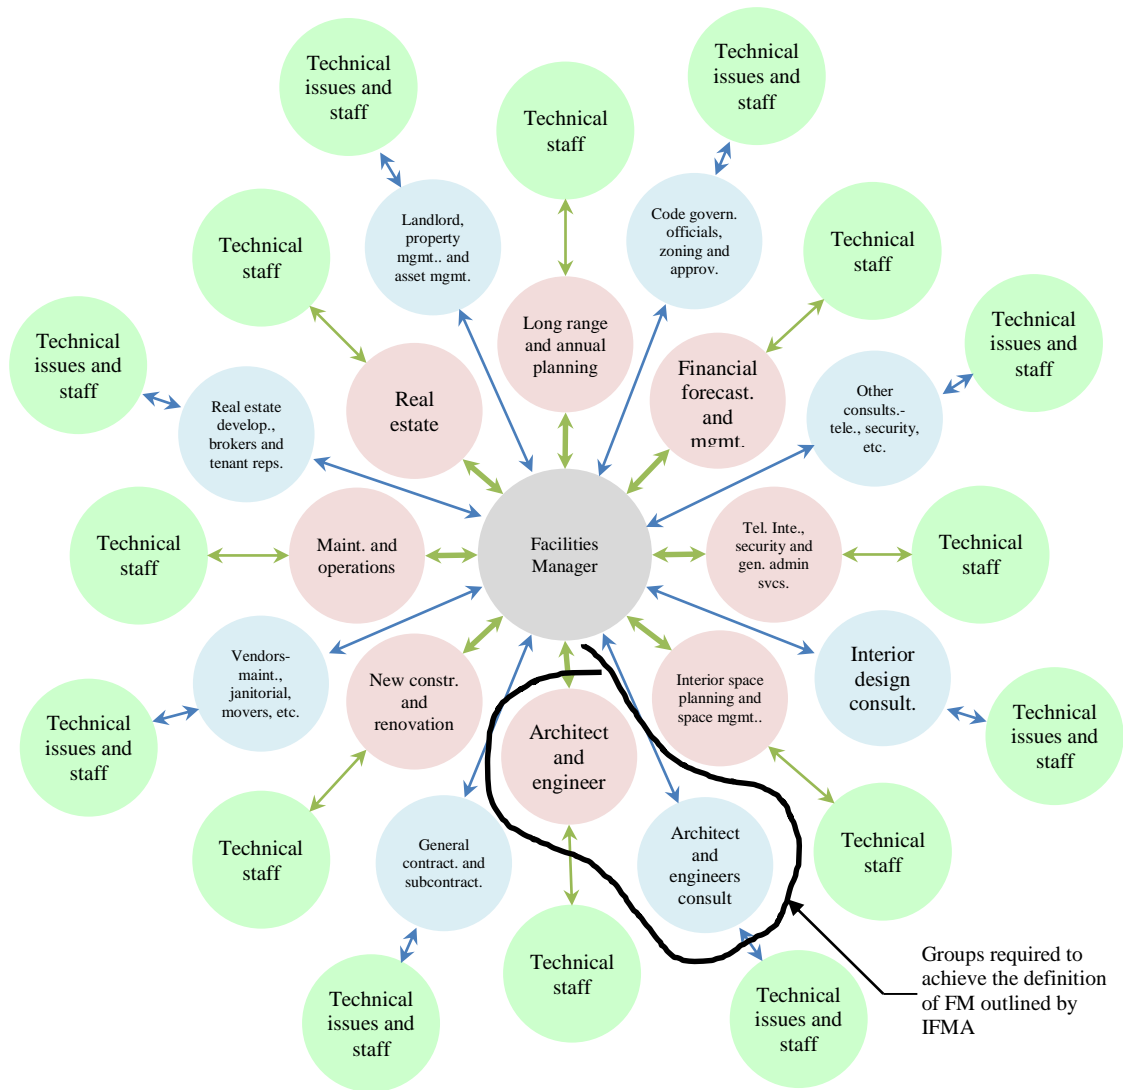 Technical
issues and
staff
Technical
issues and
staff
Technical
staff
Landlord,
property
mgmt.. and
asset mgmt.
Code govern.
officials,
zoning and
approv.
Technical
staff
Technical
staff
Long range
and annual
planning
Technical
issues and
staff
Technical
issues and
staff
Real
estate
Financial
forecast.
and
mgmt.
Real estate
develop.,
brokers and
tenant reps.
Other
consults.-
tele., security,
etc.
Technical
staff
Maint. and
operations
Facilities
Manager
Tel. Inte.,
security and
gen. admin
svcs.
Technical
staff
Vendors-
maint.,
janitorial,
movers, etc.
New constr.
and
renovation
Interior space
planning and
space mgmt..
Interior
design
consult.
Technical
issues and
staff
Architect
and
engineer
Technical
issues and
staff
Technical
staff
General
contract. and
subcontract.
Architect
and
engineers
consult
Technical
staff
Technical
staff
Technical
issues and
staff
Technical
issues and
staff
Groups required to
achieve the definition
of FM outlined by
IFMA